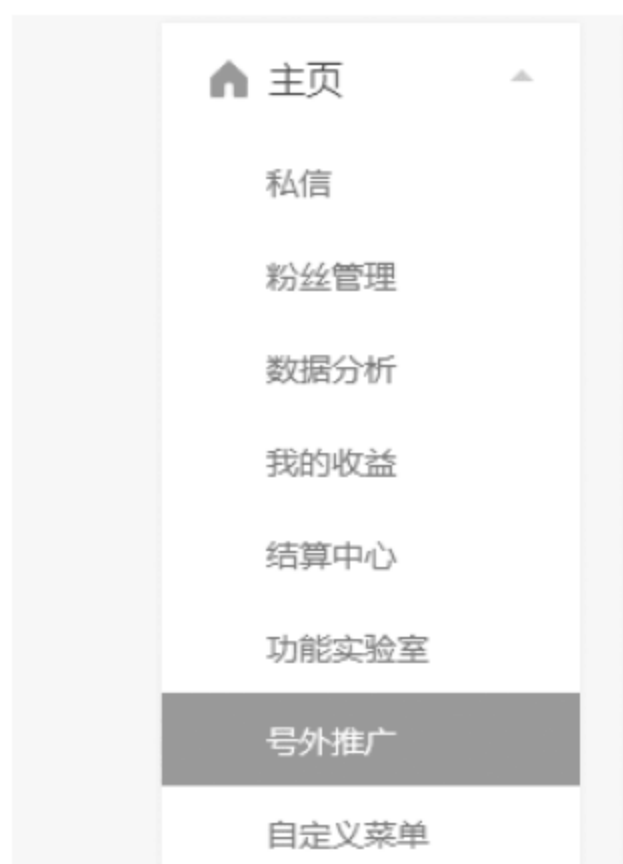 主页
私信
粉丝管理
数据分析
我的收益
结算中心
功能实验室
号外推广
自定义菜单